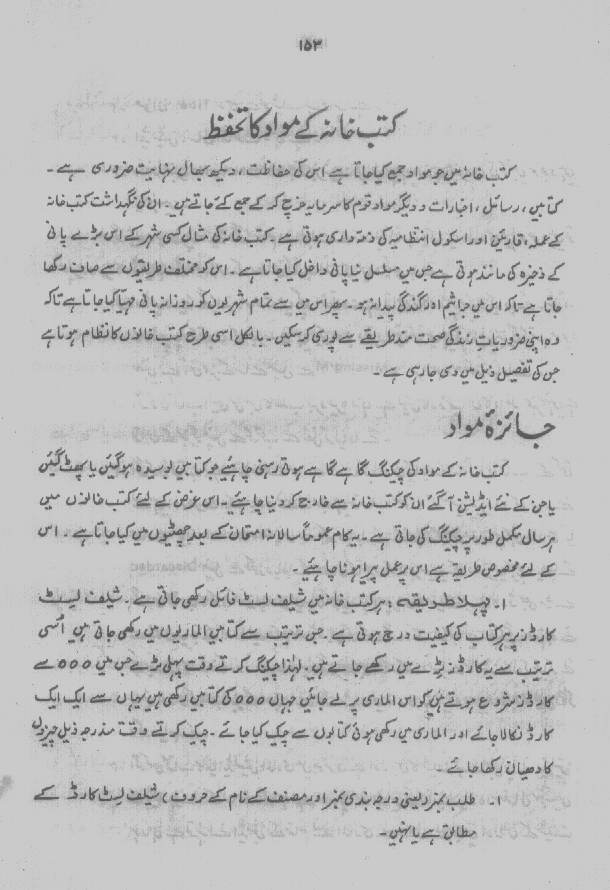 ۱۵۳
کتب خانہ کے مواد کا تحفظ
کتب خانہ میں جو مواد جمع کیا جاتا ہے اس کی حفاظت، دیکھ بھال نہایت ضروری ہے۔
کتابیں، رسائل، اخبارات و دیگر مواد قوم کا سرمایہ خرچ کر کے جمع کئے جاتے ہیں۔ ان کی نگہداشت کتب خانہ
کے عملہ، قارئین اور اسکول انتظامیہ کی ذمہ داری ہوتی ہے۔ کتب خانہ کی مثال کسی شہر کے اس بڑے پانی
کے ذخیرہ کی مانند ہوتی ہے جس میں مسلسل نیا پانی داخل کیا جاتا ہے۔ اس کو مختلف طریقوں سے صاف رکھا
جاتا ہے تاکہ اس میں جراثیم اور گندگی پیدا نہ ہو۔ پھر اس میں سے تمام شہریوں کو روزانہ پانی مہیا کیا جاتا ہے تاکہ
وہ اپنی ضروریات زندگی صحت مند طریقے سے پوری کر سکیں۔ بالکل اسی طرح کتب خانوں کا نظام ہوتا ہے
جس کی تفصیل ذیل میں دی جا رہی ہے۔
جائزۂ مواد
کتب خانہ کے مواد کی چیکنگ گاہے گاہے ہوتی رہنی چاہیئے جو کتابیں بوسیدہ ہو گئیں یا پھٹ گئیں
یا جن کے نئے ایڈیشن آ گئے ان کو کتب خانہ سے خارج کر دینا چاہیئے۔ اس غرض کے لئے کتب خانوں میں
ہر سال مکمل طور پر چیکنگ کی جاتی ہے۔ یہ کام عموماً سالانہ امتحان کے بعد چھٹیوں میں کیا جاتا ہے۔ اس
کے لئے مخصوص طریقے ہے اس پر عمل پیرا ہونا چاہیئے۔
۱۔ پہلا طریقہ: ہر کتب خانہ میں شیلف لسٹ فائل رکھی جاتی ہے۔ شیلف لسٹ
کارڈز پر ہر کتاب کی کیفیت درج ہوتی ہے۔ جس ترتیب سے کتابیں الماریوں میں رکھی جاتی ہیں اُسی
ترتیب سے یہ کارڈز ٹرے میں رکھے جاتے ہیں۔ لہٰذا چیکنگ کرتے وقت پہلی ٹرے جس میں ۰۰۰ سے
کارڈز شروع ہوتے ہیں کو اس الماری پر لے جائیں جہاں ۰۰۰ کی کتابیں رکھی ہیں یہاں سے ایک ایک
کارڈ نکالا جائے اور الماری میں رکھی ہوئی کتابوں سے چیک کیا جائے۔ چیک کرتے وقت مندرجہ ذیل چیزوں
کا دھیان رکھا جائے۔
۱۔ طلب نمبر (یعنی درجہ بندی نمبر اور مصنف کے نام کے حروف) شیلف لسٹ کارڈ کے
مطابق ہے یا نہیں۔